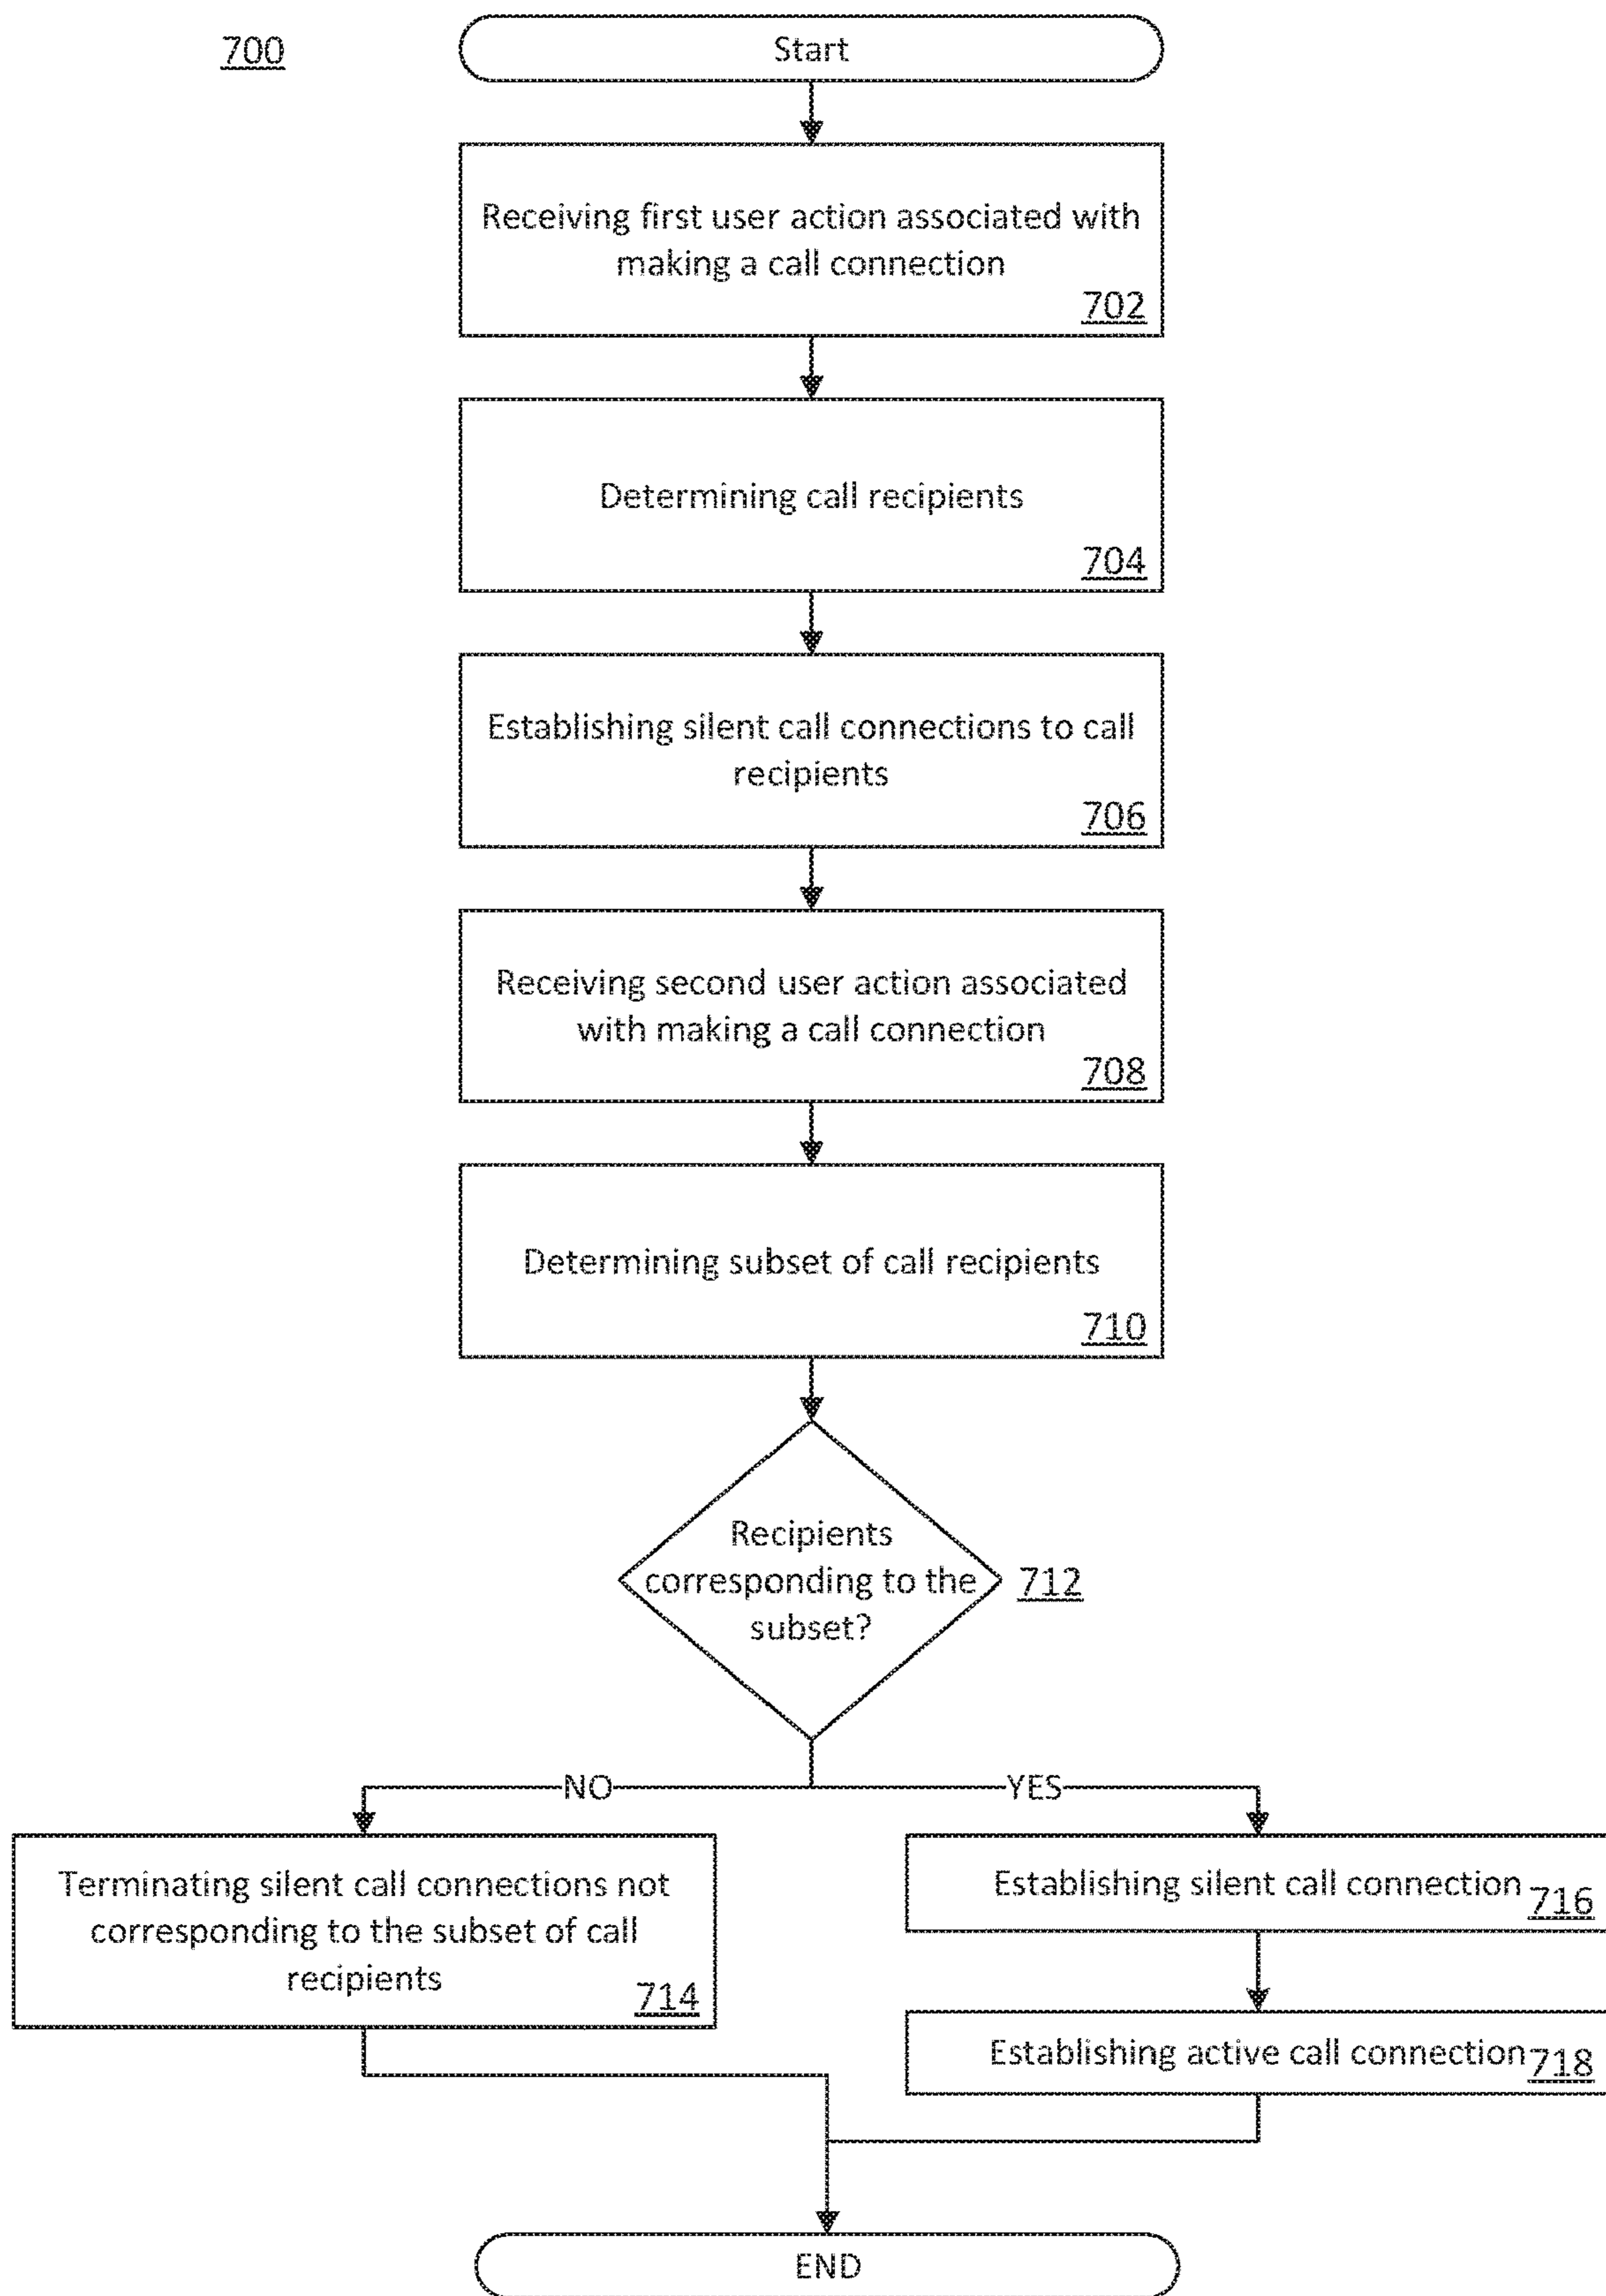 700
Start
Receiving first user action associated with
making a call connection
702
Determining call recipients
704
Establishing silent call connections to call
recipients
706
Receiving second user action associated
with making a call connection
708
Determining subset of call recipients
710
Recipients
corresponding to the
subset?
712
NO
YES
Terminating silent call connections not
corresponding to the subset of call
recipients
714
Establishing silent call connection
716
Establishing active call connection
718
END